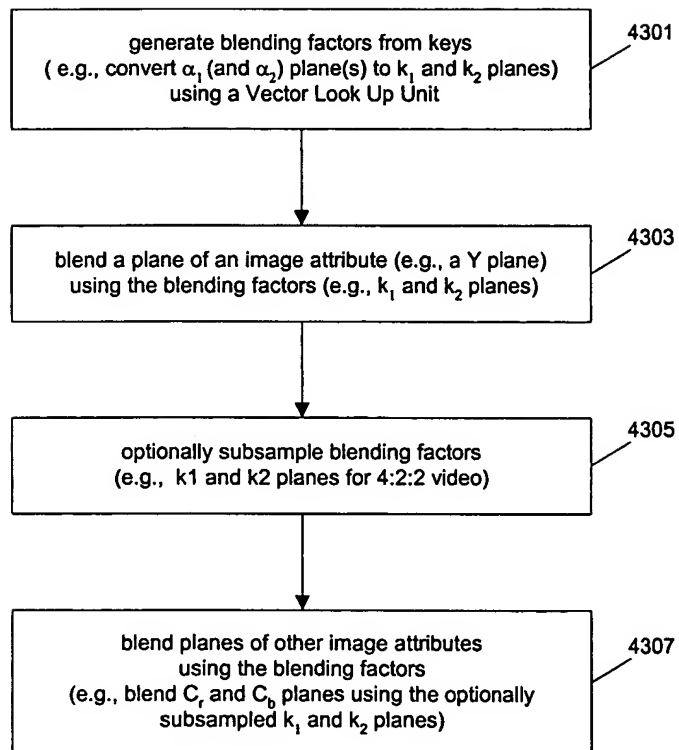 generate blending factors from keys
( e.g., convert α₁ (and α₂) plane(s) to k₁ and k₂ planes)
using a Vector Look Up Unit
4301
blend a plane of an image attribute (e.g., a Y plane)
using the blending factors (e.g., k₁ and k₂ planes)
4303
optionally subsample blending factors
(e.g., k1 and k2 planes for 4:2:2 video)
4305
blend planes of other image attributes
using the blending factors
(e.g., blend Cᵣ and C_b planes using the optionally
subsampled k₁ and k₂ planes)
4307